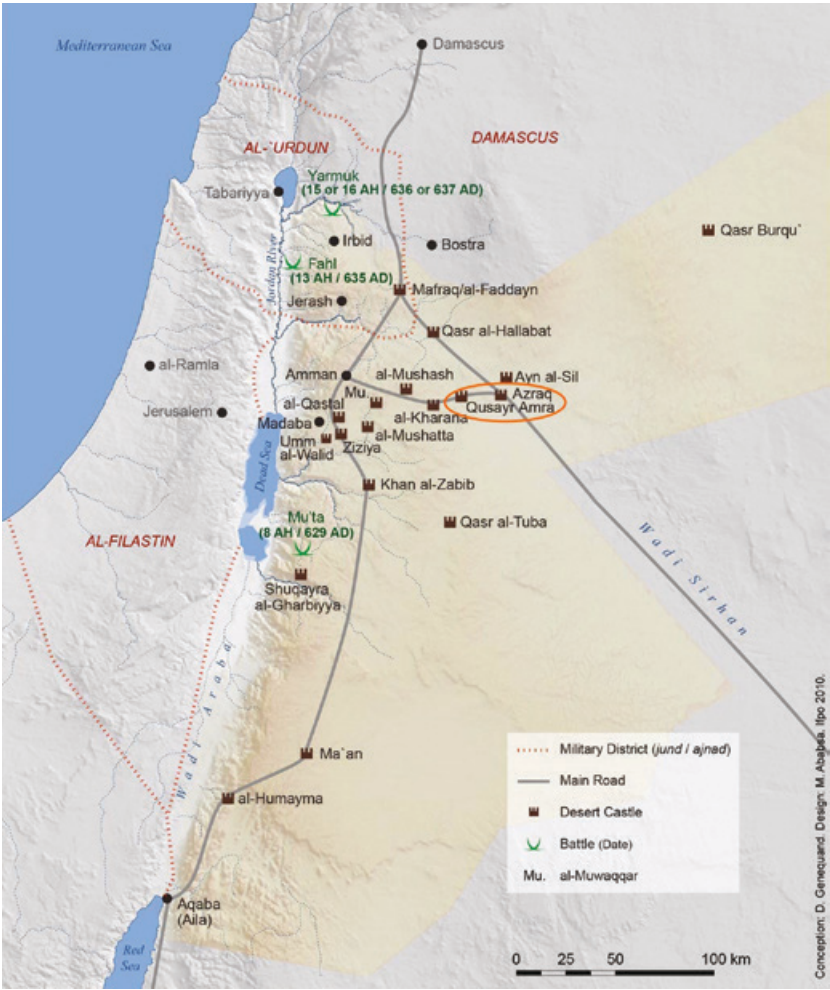 Mediterranean Sea
Damascus
AL-`URDUN
DAMASCUS
Yarmuk
(15 or 16 AH / 636 or 637 AD)
Tabariyya
Qasr Burqu`
Irbid
Bostra
Jordan River
Fahl
(13 AH / 635 AD)
Mafraq/al-Faddayn
Jerash
Qasr al-Hallabat
al-Ramla
Amman
al-Mushash
Ayn al-Sil
Mu.
Azraq
al-Qastal
al-Kharana
Qusayr Amra
Jerusalem
Madaba
al-Mushatta
Umm
al-Walid
Ziziya
Dead Sea
Khan al-Zabib
Mu'ta
(8 AH / 629 AD)
Qasr al-Tuba
AL-FILASTIN
Wadi Sirhan
Shuqayra
al-Gharbiyya
Wadi Araba
Ma`an
al-Humayma
Aqaba
(Aila)
Red
Sea
Military District (jund / ajnad)
Main Road
Desert Castle
Battle (Date)
Mu. al-Muwaqqar
0 25 50 100 km
Conception: D. Genequand. Design: M. Ababsa. Ifpo 2010.